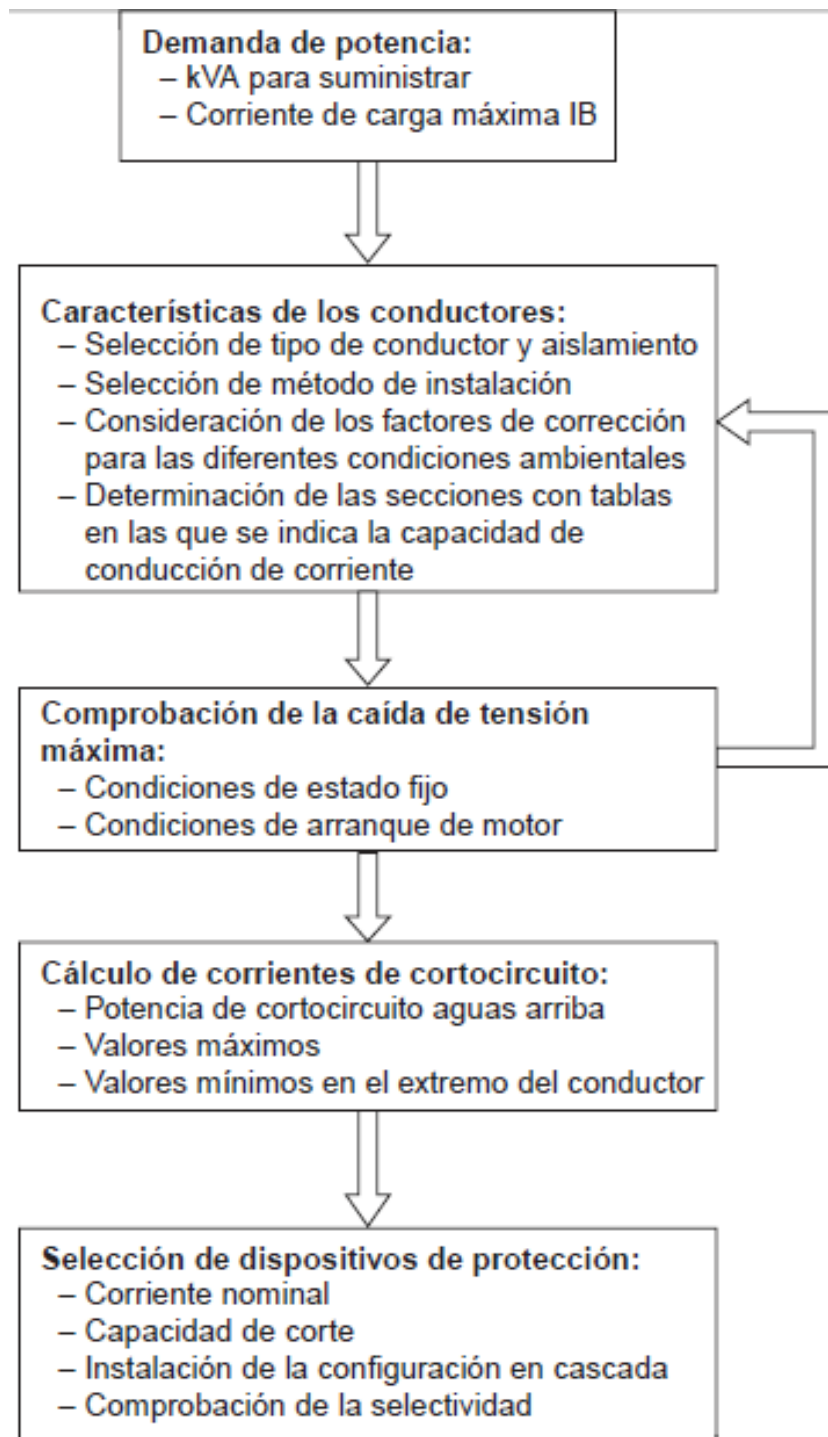 Demanda de potencia:
– kVA para suministrar
– Corriente de carga máxima IB
Características de los conductores:
– Selección de tipo de conductor y aislamiento
– Selección de método de instalación
– Consideración de los factores de corrección
para las diferentes condiciones ambientales
– Determinación de las secciones con tablas
en las que se indica la capacidad de
conducción de corriente
Comprobación de la caída de tensión
máxima:
– Condiciones de estado fijo
– Condiciones de arranque de motor
Cálculo de corrientes de cortocircuito:
– Potencia de cortocircuito aguas arriba
– Valores máximos
– Valores mínimos en el extremo del conductor
Selección de dispositivos de protección:
– Corriente nominal
– Capacidad de corte
– Instalación de la configuración en cascada
– Comprobación de la selectividad